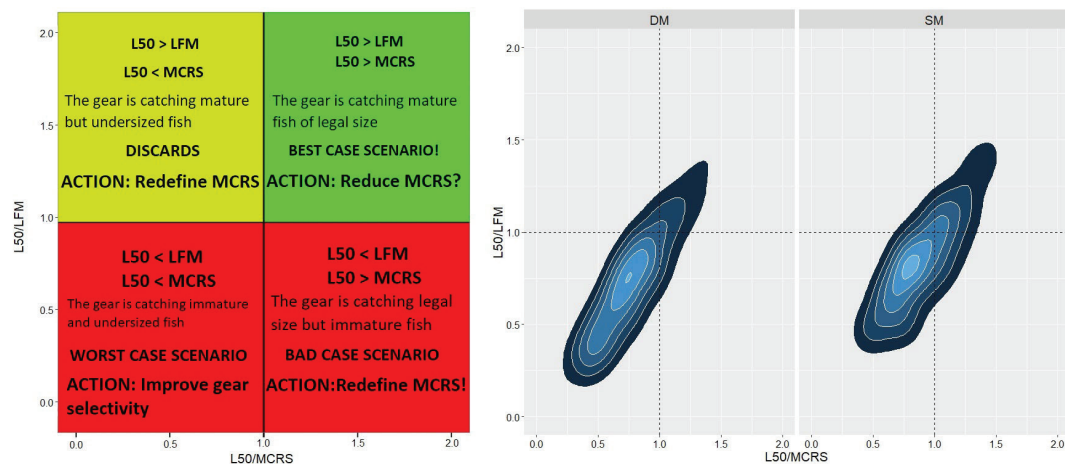 2.0
1.5
1.0
0.5
0.0
L50/LFM
L50 > LFM
L50 < MCRS
The gear is catching mature
but undersized fish
DISCARDS
ACTION: Redefine MCRS
L50 > LFM
L50 > MCRS
The gear is catching mature
fish of legal size
BEST CASE SCENARIO!
ACTION: Reduce MCRS?
L50 < LFM
L50 < MCRS
The gear is catching immature
and undersized fish
WORST CASE SCENARIO
ACTION: Improve gear
selectivity
L50 < LFM
L50 > MCRS
The gear is catching legal
size but immature fish
BAD CASE SCENARIO
ACTION:Redefine MCRS!
0.0 0.5 1.0 1.5 2.0
L50/MCRS
DM
SM
2.0
1.5
1.0
0.5
0.0
L50/LFM
0.0 0.5 1.0 1.5 2.0
0.0 0.5 1.0 1.5 2.0
L50/MCRS